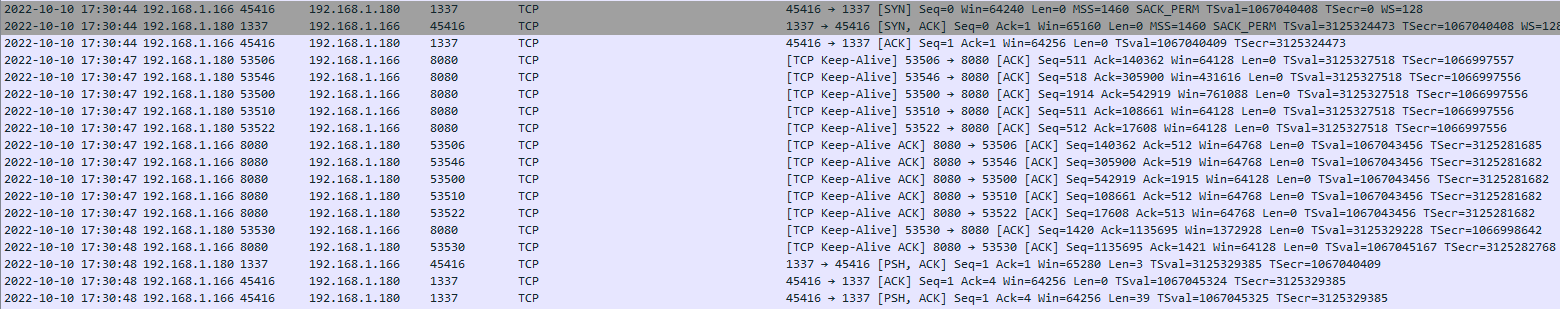 2022-10-10 17:30:44 192.168.1.166 45416 192.168.1.180 1337 TCP 45416 → 1337 [SYN] Seq=0 Win=64240 Len=0 MSS=1460 SACK_PERM TSval=1067040408 TSecr=0 WS=128
2022-10-10 17:30:44 192.168.1.180 1337 192.168.1.166 45416 TCP 1337 → 45416 [SYN, ACK] Seq=0 Ack=1 Win=65160 Len=0 MSS=1460 SACK_PERM TSval=3125324473 TSecr=1067040408 WS=128
2022-10-10 17:30:44 192.168.1.166 45416 192.168.1.180 1337 TCP 45416 → 1337 [ACK] Seq=1 Ack=1 Win=64256 Len=0 TSval=1067040409 TSecr=3125324473
2022-10-10 17:30:47 192.168.1.180 53506 192.168.1.166 8080 TCP [TCP Keep-Alive] 53506 → 8080 [ACK] Seq=511 Ack=140362 Win=64128 Len=0 TSval=3125327518 TSecr=1066997557
2022-10-10 17:30:47 192.168.1.180 53546 192.168.1.166 8080 TCP [TCP Keep-Alive] 53546 → 8080 [ACK] Seq=518 Ack=305900 Win=431616 Len=0 TSval=3125327518 TSecr=1066997556
2022-10-10 17:30:47 192.168.1.180 53500 192.168.1.166 8080 TCP [TCP Keep-Alive] 53500 → 8080 [ACK] Seq=1914 Ack=542919 Win=761088 Len=0 TSval=3125327518 TSecr=1066997556
2022-10-10 17:30:47 192.168.1.180 53510 192.168.1.166 8080 TCP [TCP Keep-Alive] 53510 → 8080 [ACK] Seq=511 Ack=108661 Win=64128 Len=0 TSval=3125327518 TSecr=1066997556
2022-10-10 17:30:47 192.168.1.180 53522 192.168.1.166 8080 TCP [TCP Keep-Alive] 53522 → 8080 [ACK] Seq=512 Ack=17608 Win=64128 Len=0 TSval=3125327518 TSecr=1066997556
2022-10-10 17:30:47 192.168.1.166 8080 192.168.1.180 53506 TCP [TCP Keep-Alive ACK] 8080 → 53506 [ACK] Seq=140362 Ack=512 Win=64768 Len=0 TSval=1067043456 TSecr=3125281685
2022-10-10 17:30:47 192.168.1.166 8080 192.168.1.180 53546 TCP [TCP Keep-Alive ACK] 8080 → 53546 [ACK] Seq=305900 Ack=519 Win=64768 Len=0 TSval=1067043456 TSecr=3125281682
2022-10-10 17:30:47 192.168.1.166 8080 192.168.1.180 53500 TCP [TCP Keep-Alive ACK] 8080 → 53500 [ACK] Seq=542919 Ack=1915 Win=64128 Len=0 TSval=1067043456 TSecr=3125281682
2022-10-10 17:30:47 192.168.1.166 8080 192.168.1.180 53510 TCP [TCP Keep-Alive ACK] 8080 → 53510 [ACK] Seq=108661 Ack=512 Win=64768 Len=0 TSval=1067043456 TSecr=3125281682
2022-10-10 17:30:47 192.168.1.166 8080 192.168.1.180 53522 TCP [TCP Keep-Alive ACK] 8080 → 53522 [ACK] Seq=17608 Ack=513 Win=64768 Len=0 TSval=1067043456 TSecr=3125281682
2022-10-10 17:30:48 192.168.1.180 53530 192.168.1.166 8080 TCP [TCP Keep-Alive] 53530 → 8080 [ACK] Seq=1420 Ack=1135695 Win=1372928 Len=0 TSval=3125329228 TSecr=1066998642
2022-10-10 17:30:48 192.168.1.166 8080 192.168.1.180 53530 TCP [TCP Keep-Alive ACK] 8080 → 53530 [ACK] Seq=1135695 Ack=1421 Win=64128 Len=0 TSval=1067045167 TSecr=3125282768
2022-10-10 17:30:48 192.168.1.180 1337 192.168.1.166 45416 TCP 1337 → 45416 [PSH, ACK] Seq=1 Ack=1 Win=65280 Len=3 TSval=3125329385 TSecr=1067040409
2022-10-10 17:30:48 192.168.1.166 45416 192.168.1.180 1337 TCP 45416 → 1337 [ACK] Seq=1 Ack=4 Win=64256 Len=0 TSval=1067045324 TSecr=3125329385
2022-10-10 17:30:48 192.168.1.166 45416 192.168.1.180 1337 TCP 45416 → 1337 [PSH, ACK] Seq=1 Ack=4 Win=64256 Len=39 TSval=1067045325 TSecr=3125329385